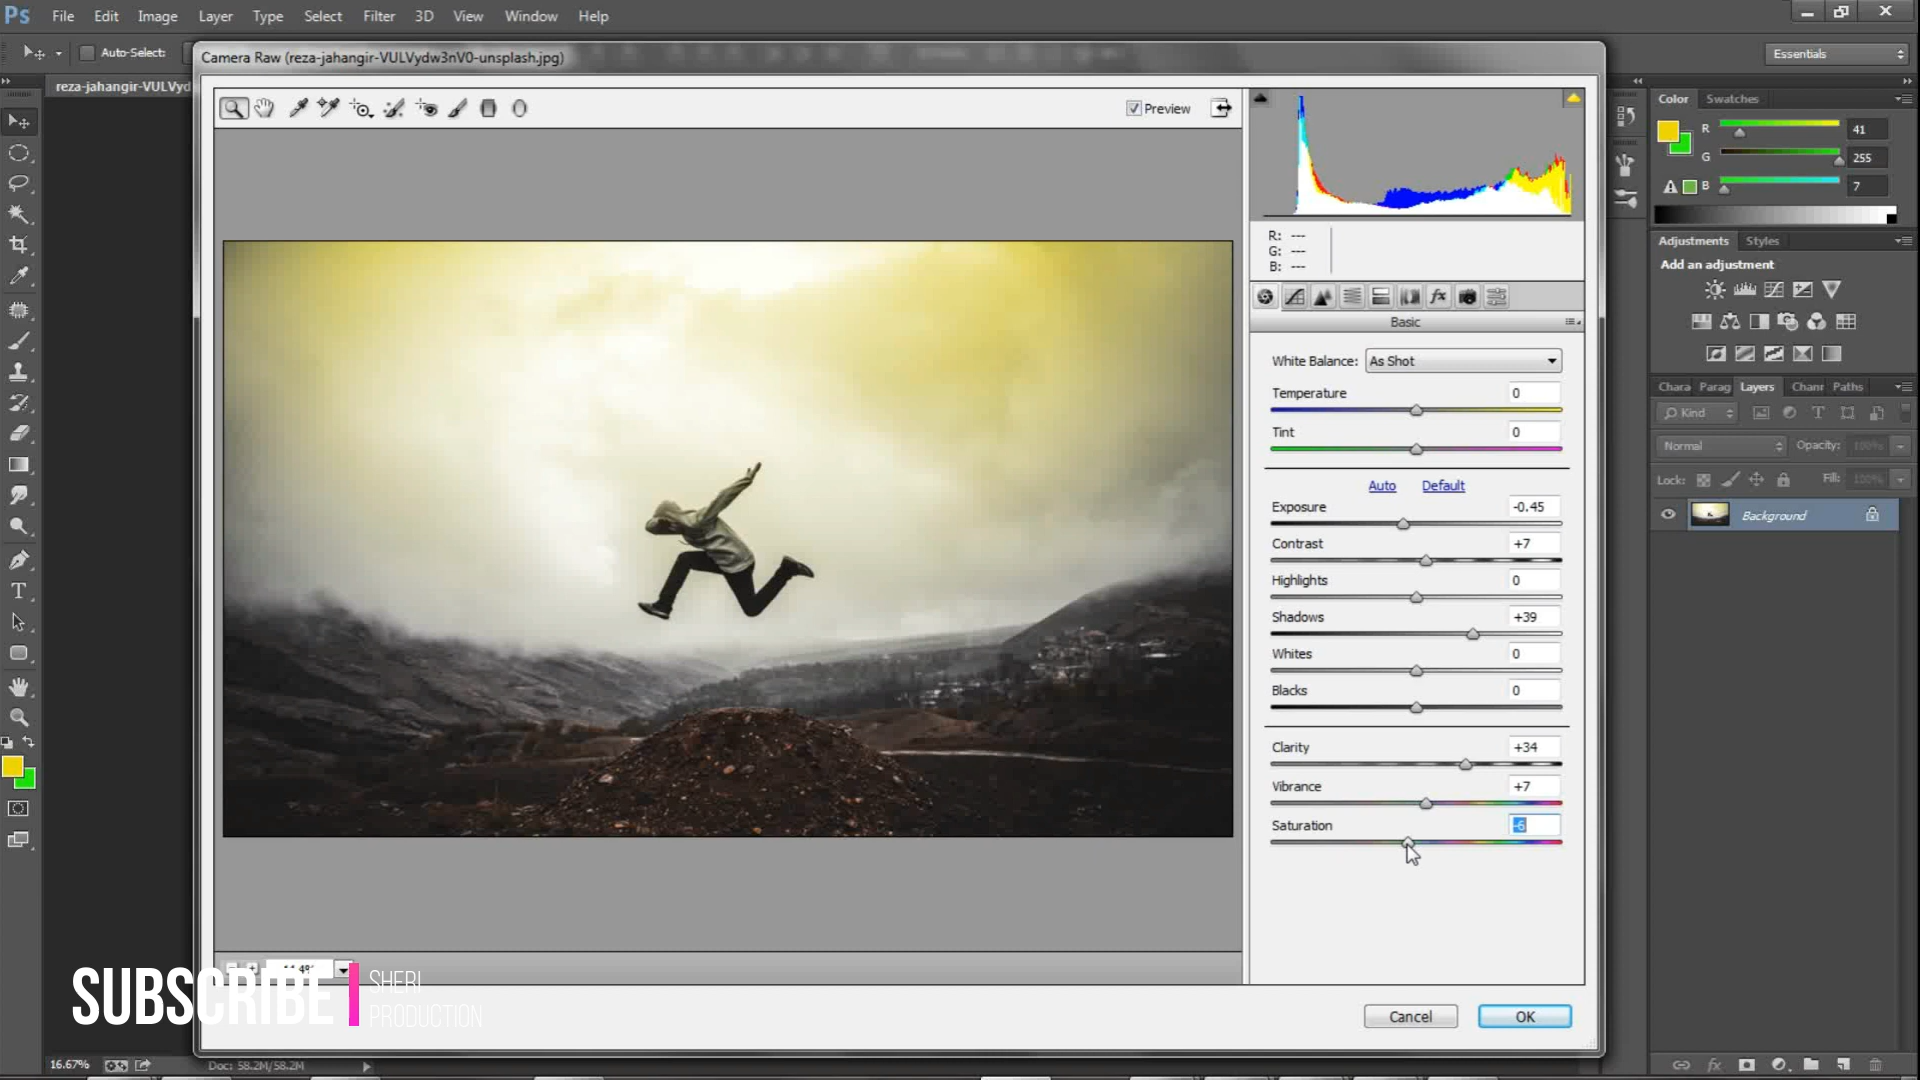 Ps File Edit Image Layer Type Select Filter 3D View Window Help
Auto-Select:
Essentials
reza-jahangir-VULVyd
Camera Raw (reza-jahangir-VULVydw3nV0-unsplash.jpg)
Preview
R: ---
G: ---
B: ---
Basic
White Balance: As Shot
Temperature 0
Tint 0
Auto Default
Exposure -0.45
Contrast +7
Highlights 0
Shadows +39
Whites 0
Blacks 0
Clarity +34
Vibrance +7
Saturation -6
Cancel OK
Color Swatches
R 41
G 255
B 7
Adjustments Styles
Add an adjustment
Chara Parag Layers Chann Paths
Kind
Normal Opacity: 100%
Lock: Fill: 100%
Background
SUBSCRIBE
SHERI
PRODUCTION
16.67% Doc: 58.2M/58.2M